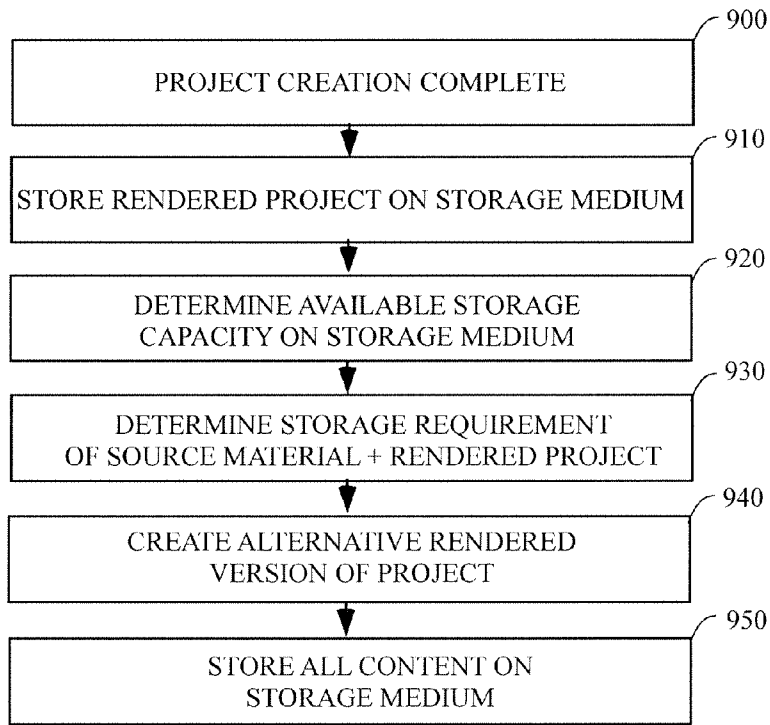 900
PROJECT CREATION COMPLETE
910
STORE RENDERED PROJECT ON STORAGE MEDIUM
920
DETERMINE AVAILABLE STORAGE
CAPACITY ON STORAGE MEDIUM
930
DETERMINE STORAGE REQUIREMENT
OF SOURCE MATERIAL + RENDERED PROJECT
940
CREATE ALTERNATIVE RENDERED
VERSION OF PROJECT
950
STORE ALL CONTENT ON
STORAGE MEDIUM